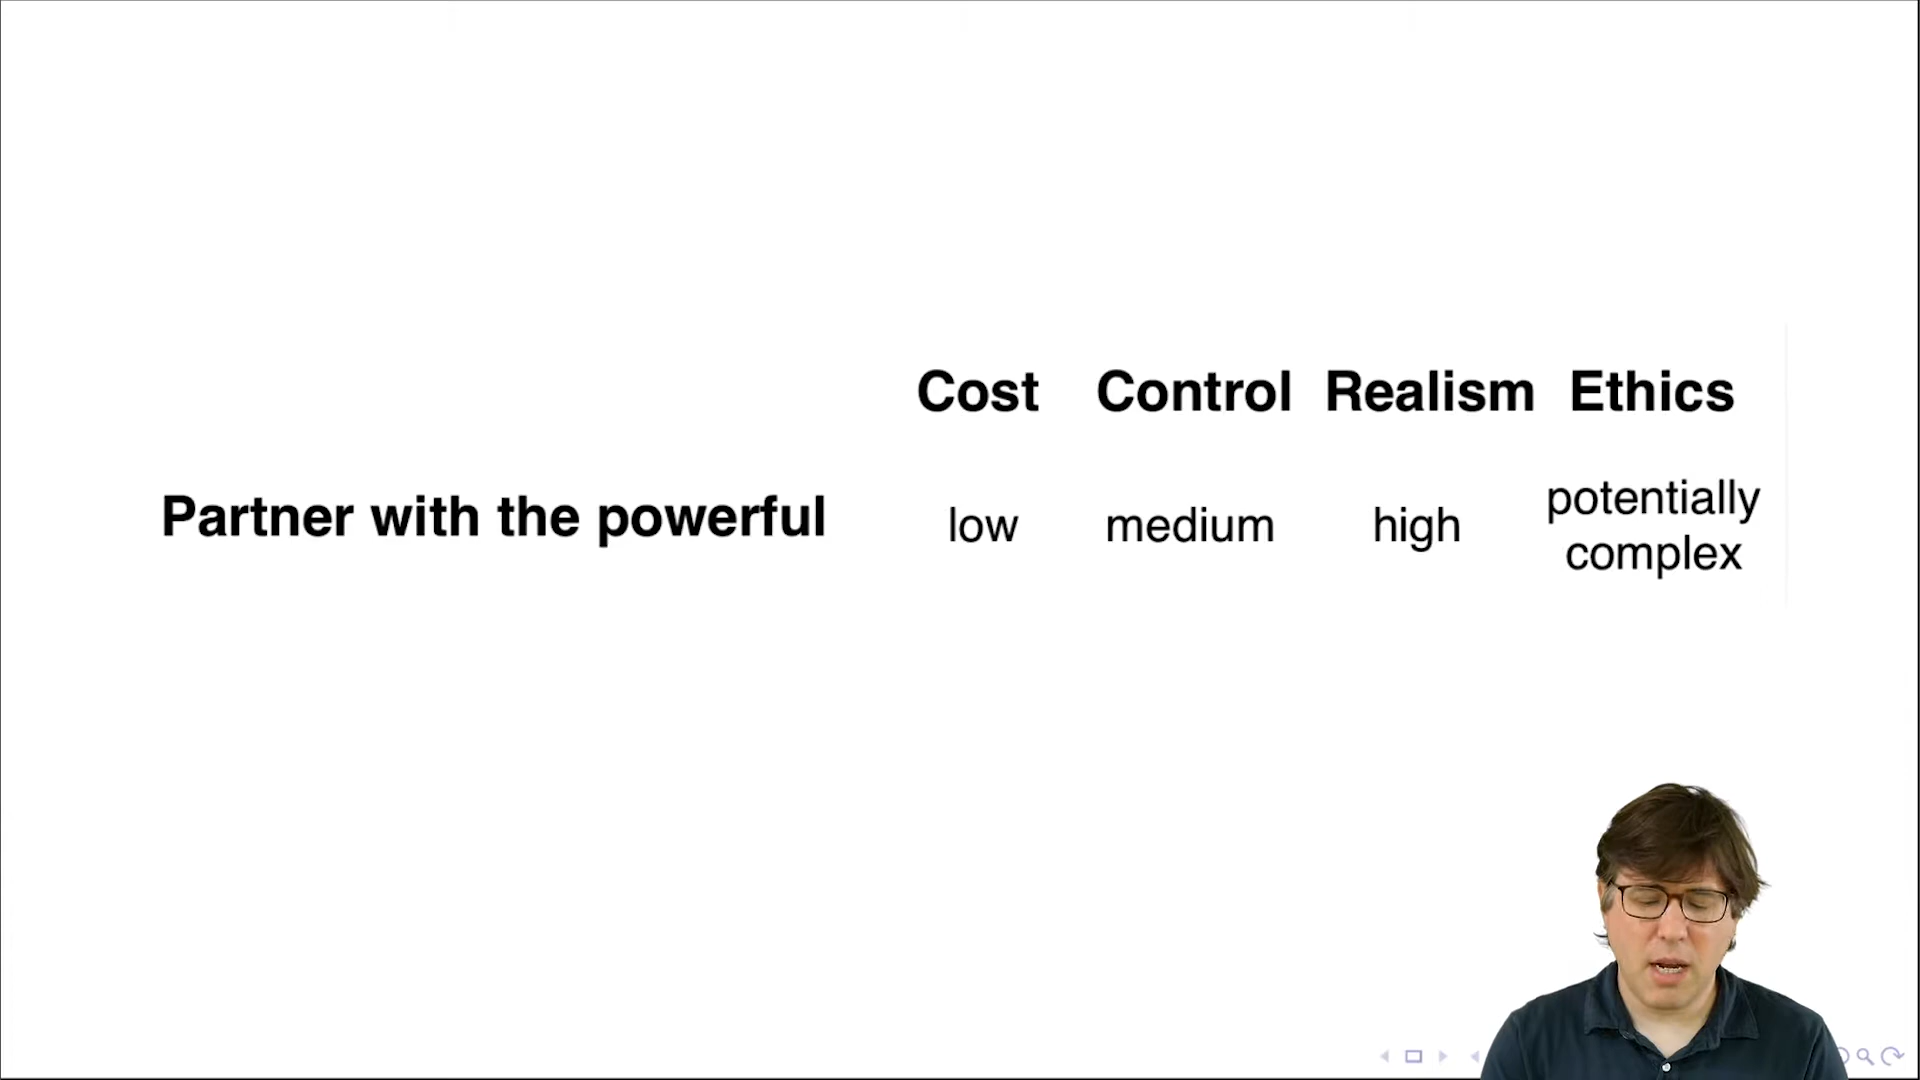 Cost Control Realism Ethics
Partner with the powerful low medium high potentially complex